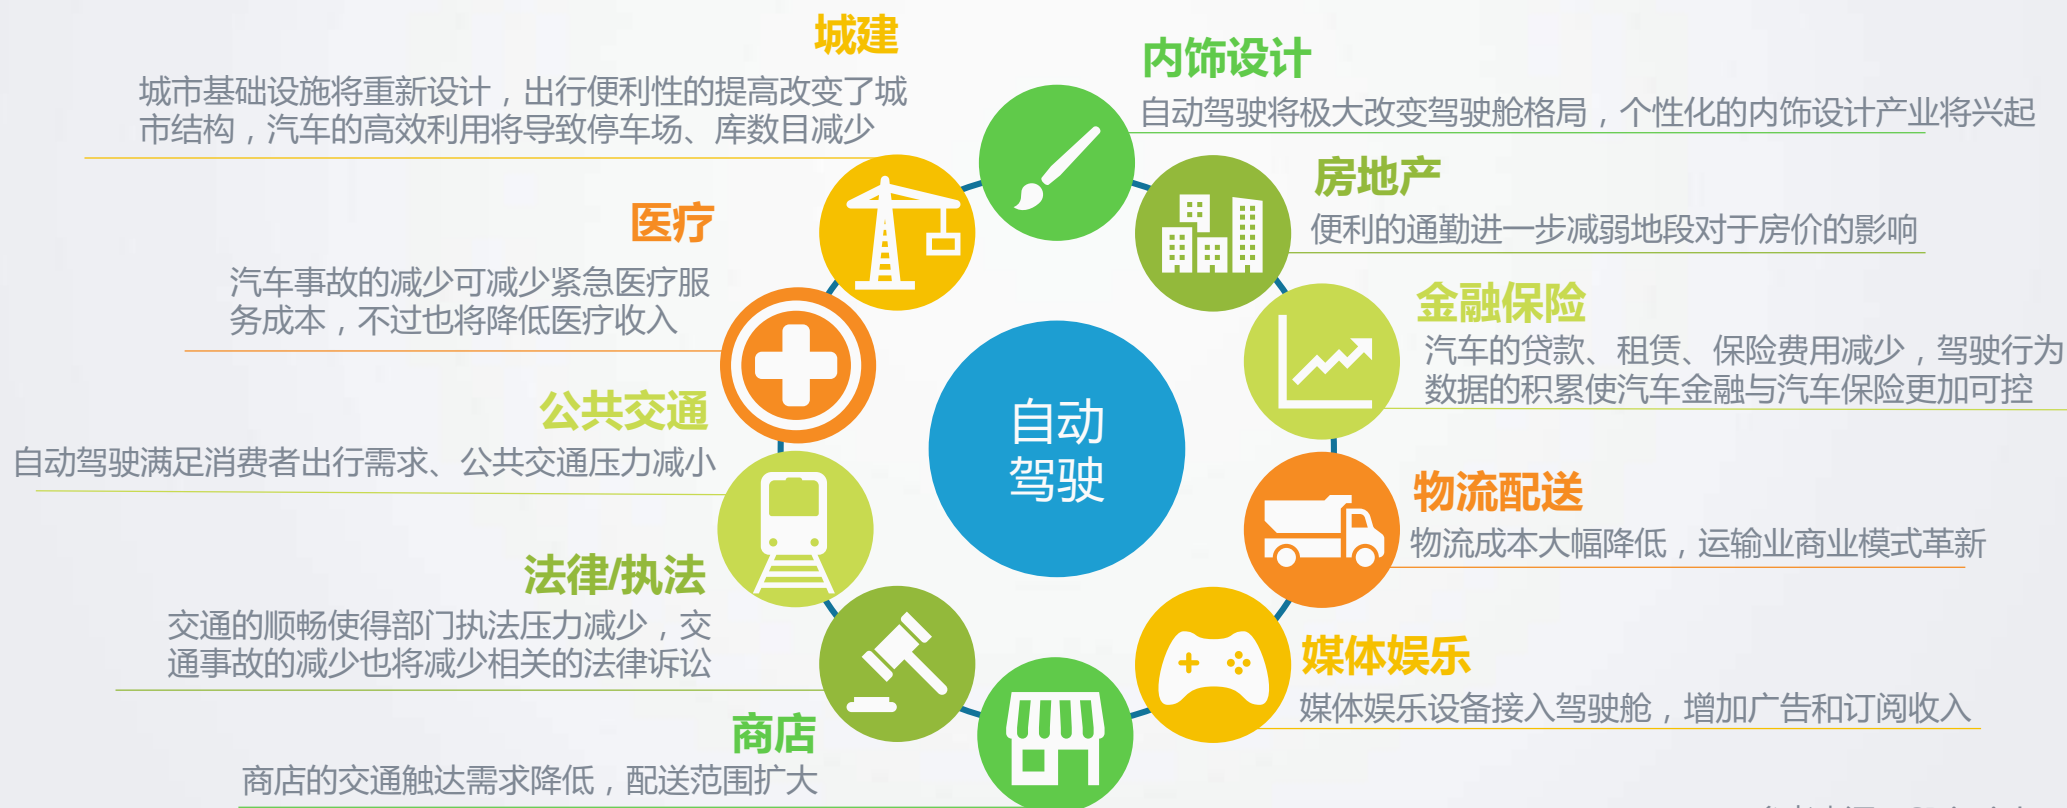 城建
城市基础设施将重新设计，出行便利性的提高改变了城
市结构，汽车的高效利用将导致停车场、库数目减少
医疗
汽车事故的减少可减少紧急医疗服
务成本，不过也将降低医疗收入
公共交通
自动驾驶满足消费者出行需求、公共交通压力减小
法律/执法
交通的顺畅使得部门执法压力减少，交
通事故的减少也将减少相关的法律诉讼
商店
商店的交通触达需求降低，配送范围扩大
自动
驾驶
内饰设计
自动驾驶将极大改变驾驶舱格局，个性化的内饰设计产业将兴起
房地产
便利的通勤进一步减弱地段对于房价的影响
金融保险
汽车的贷款、租赁、保险费用减少，驾驶行为
数据的积累使汽车金融与汽车保险更加可控
物流配送
物流成本大幅降低，运输业商业模式革新
媒体娱乐
媒体娱乐设备接入驾驶舱，增加广告和订阅收入